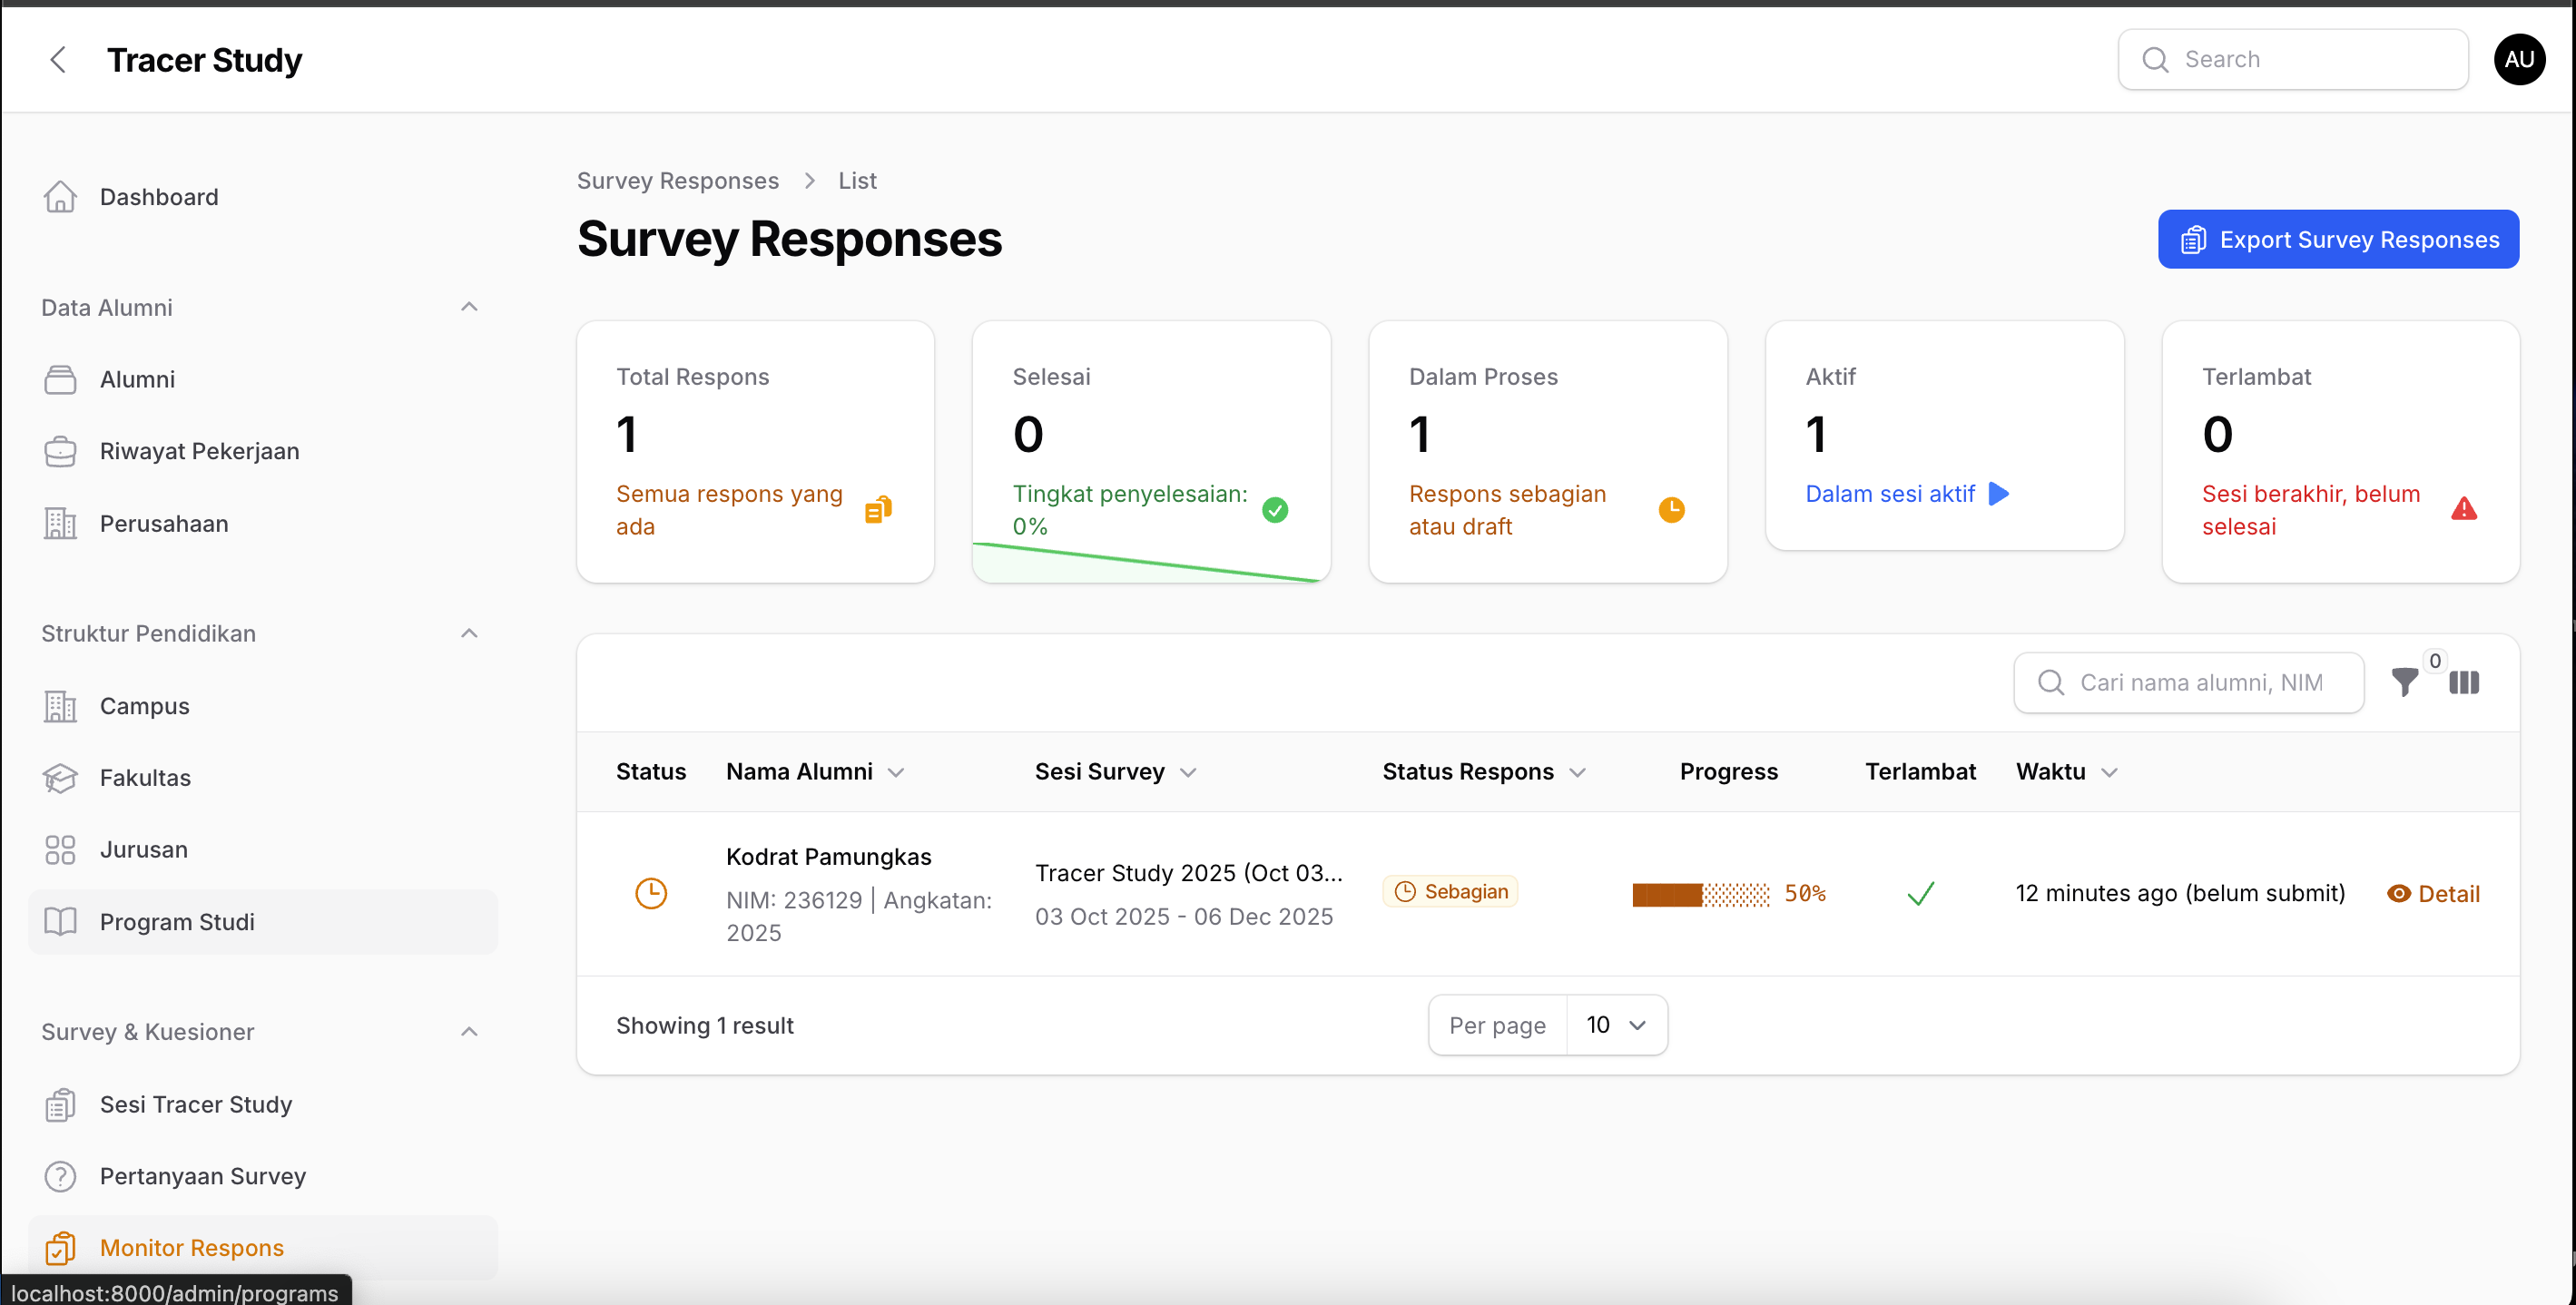 Tracer Study
Search
AU
Dashboard
Data Alumni
Alumni
Riwayat Pekerjaan
Perusahaan
Struktur Pendidikan
Campus
Fakultas
Jurusan
Program Studi
Survey & Kuesioner
Sesi Tracer Study
Pertanyaan Survey
Monitor Respons
localhost:8000/admin/programs
Survey Responses > List
Survey Responses
Export Survey Responses
Total Respons
1
Semua respons yang
ada
Selesai
0
Tingkat penyelesaian:
0%
Dalam Proses
1
Respons sebagian
atau draft
Aktif
1
Dalam sesi aktif
Terlambat
0
Sesi berakhir, belum
selesai
Cari nama alumni, NIM
0
Status Nama Alumni Sesi Survey Status Respons Progress Terlambat Waktu
Kodrat Pamungkas
NIM: 236129 | Angkatan:
2025
Tracer Study 2025 (Oct 03...
03 Oct 2025 - 06 Dec 2025
Sebagian
50%
12 minutes ago (belum submit)
Detail
Showing 1 result
Per page 10